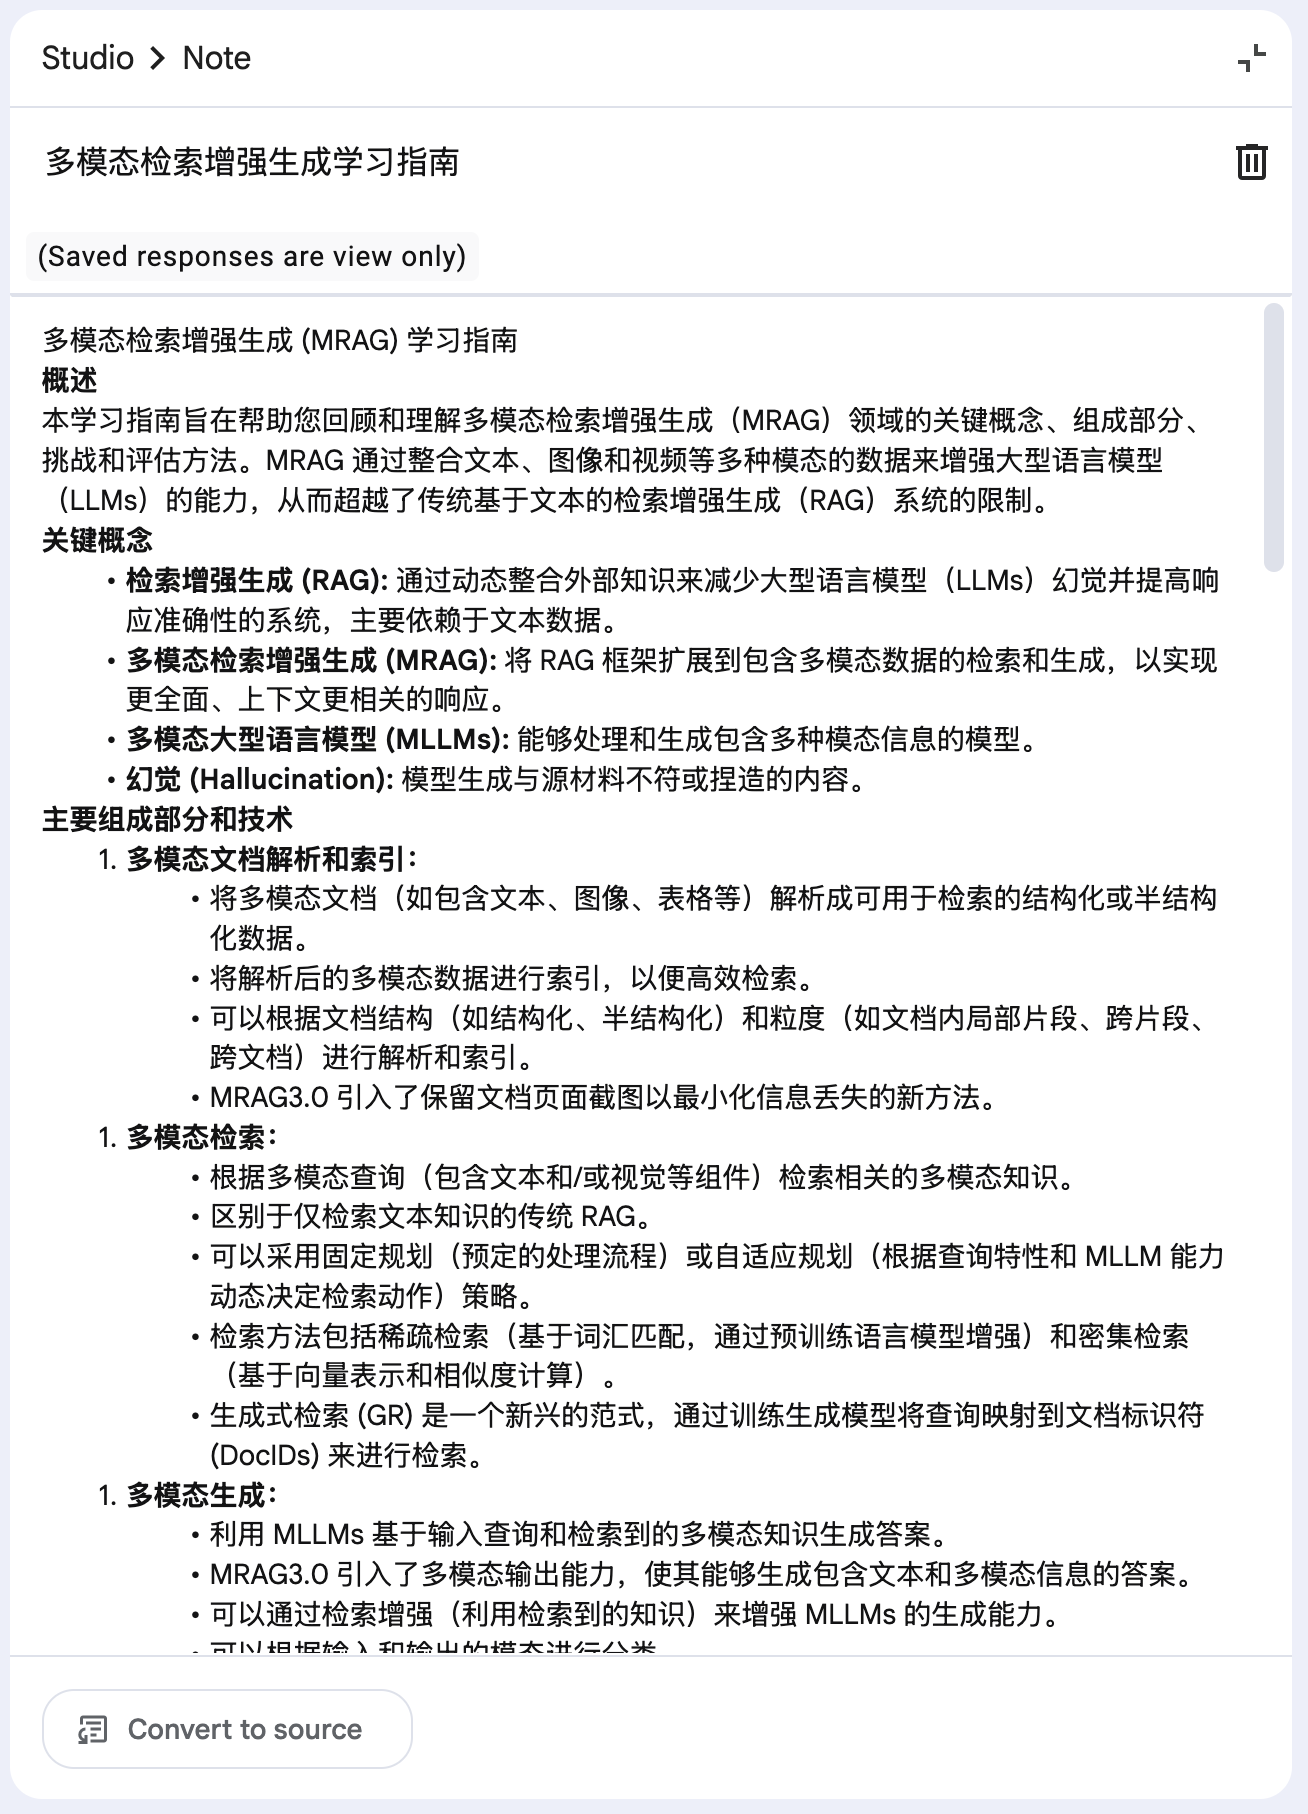 Studio > Note
多模态检索增强生成学习指南
(Saved responses are view only)
多模态检索增强生成 (MRAG) 学习指南
概述
本学习指南旨在帮助您回顾和理解多模态检索增强生成（MRAG）领域的关键概念、组成部分、
挑战和评估方法。MRAG 通过整合文本、图像和视频等多种模态的数据来增强大型语言模型
（LLMs）的能力，从而超越了传统基于文本的检索增强生成（RAG）系统的限制。
关键概念
• 检索增强生成 (RAG): 通过动态整合外部知识来减少大型语言模型（LLMs）幻觉并提高响
应准确性的系统，主要依赖于文本数据。
• 多模态检索增强生成 (MRAG): 将 RAG 框架扩展到包含多模态数据的检索和生成，以实现
更全面、上下文更相关的响应。
• 多模态大型语言模型 (MLLMs): 能够处理和生成包含多种模态信息的模型。
• 幻觉 (Hallucination): 模型生成与源材料不符或捏造的内容。
主要组成部分和技术
1. 多模态文档解析和索引：
• 将多模态文档（如包含文本、图像、表格等）解析成可用于检索的结构化或半结构
化数据。
• 将解析后的多模态数据进行索引，以便高效检索。
• 可以根据文档结构（如结构化、半结构化）和粒度（如文档内局部片段、跨片段、
跨文档）进行解析和索引。
• MRAG3.0 引入了保留文档页面截图以最小化信息丢失的新方法。
1. 多模态检索：
• 根据多模态查询（包含文本和/或视觉等组件）检索相关的多模态知识。
• 区别于仅检索文本知识的传统 RAG。
• 可以采用固定规划（预定的处理流程）或自适应规划（根据查询特性和 MLLM 能力
动态决定检索动作）策略。
• 检索方法包括稀疏检索（基于词汇匹配，通过预训练语言模型增强）和密集检索
（基于向量表示和相似度计算）。
• 生成式检索 (GR) 是一个新兴的范式，通过训练生成模型将查询映射到文档标识符
(DocIDs) 来进行检索。
1. 多模态生成：
• 利用 MLLMs 基于输入查询和检索到的多模态知识生成答案。
• MRAG3.0 引入了多模态输出能力，使其能够生成包含文本和多模态信息的答案。
• 可以通过检索增强（利用检索到的知识）来增强 MLLMs 的生成能力。
• 可以根据输入和输出的模态进行分类
Convert to source